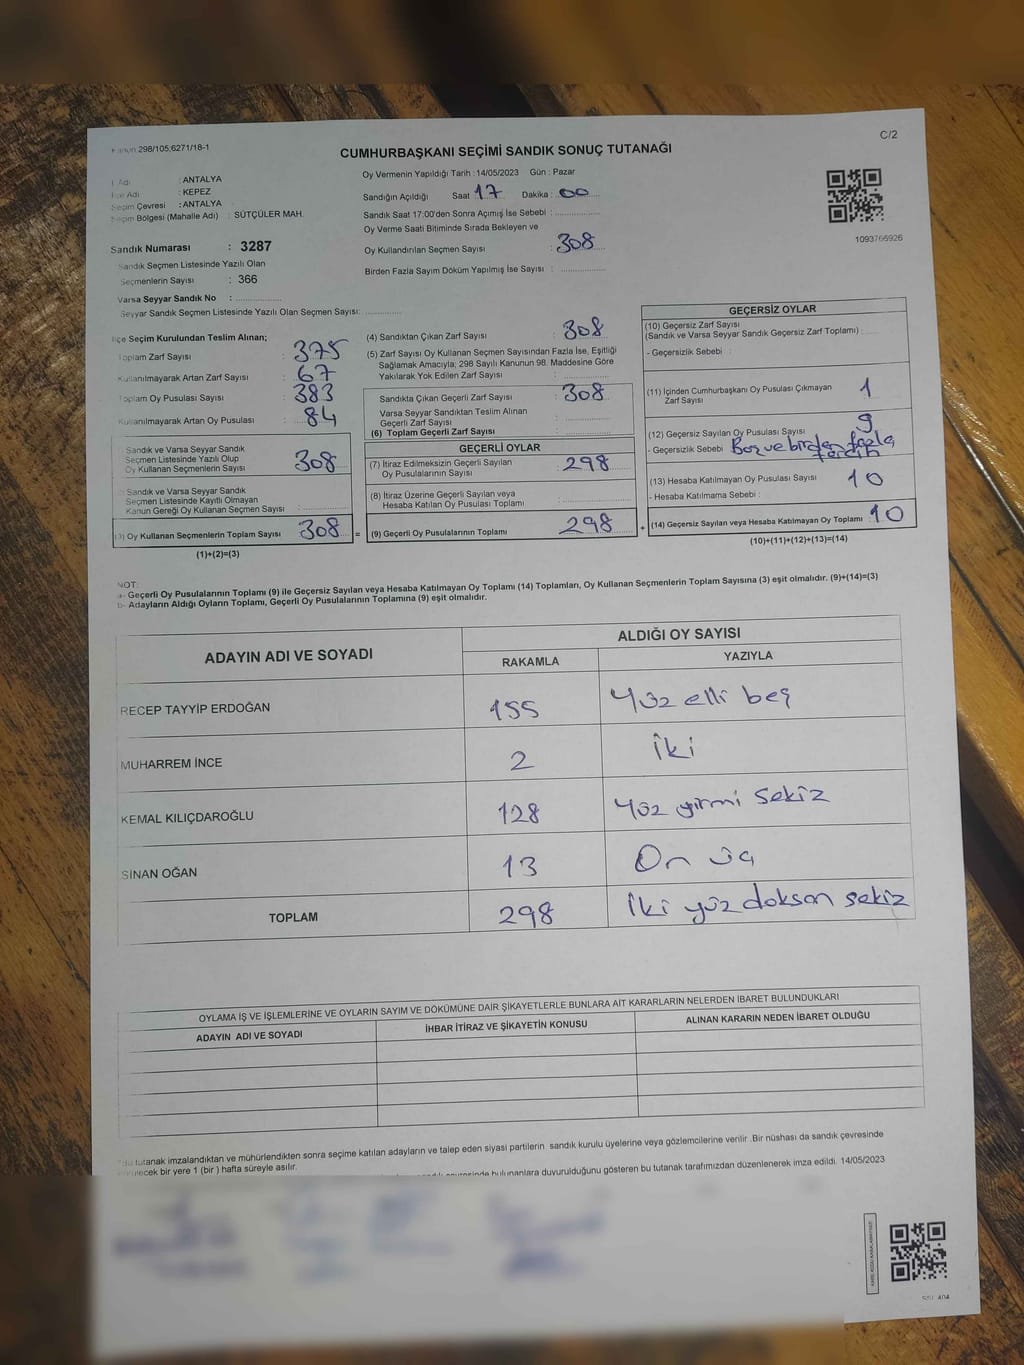 Kanun 298/105;6271/18-1
C/2
CUMHURBAŞKANI SEÇİMİ SANDIK SONUÇ TUTANAĞI
İl Adı : ANTALYA
İlçe Adı : KEPEZ
Seçim Çevresi : ANTALYA
Seçim Bölgesi (Mahalle Adı) : SÜTÇÜLER MAH.
Sandık Numarası : 3287
Sandık Seçmen Listesinde Yazılı Olan
Seçmenlerin Sayısı : 366
Varsa Seyyar Sandık No :
Seyyar Sandık Seçmen Listesinde Yazılı Olan Seçmen Sayısı:
Oy Vermenin Yapıldığı Tarih : 14/05/2023 Gün : Pazar
Sandığın Açıldığı Saat 17 Dakika : 00
Sandık Saat 17:00'den Sonra Açımış İse Sebebi :
Oy Verme Saati Bitiminde Sırada Bekleyen ve
Oy Kullandırılan Seçmen Sayısı : 308
Birden Fazla Sayım Döküm Yapılmış İse Sayısı :
1093766926
İlçe Seçim Kurulundan Teslim Alınan;
Toplam Zarf Sayısı : 375
Kullanılmayarak Artan Zarf Sayısı : 67
Toplam Oy Pusulası Sayısı : 383
Kullanılmayarak Artan Oy Pusulası : 84
Sandık ve Varsa Seyyar Sandık
Seçmen Listesinde Yazılı Olup
Oy Kullanan Seçmenlerin Sayısı 308
Sandık ve Varsa Seyyar Sandık
Seçmen Listesinde Kayıtlı Olmayan
Kanun Gereği Oy Kullanan Seçmen Sayısı :
(3) Oy Kullanan Seçmenlerin Toplam Sayısı 308 =
(1)+(2)=(3)
(4) Sandıktan Çıkan Zarf Sayısı : 308
(5) Zarf Sayısı Oy Kullanan Seçmen Sayısından Fazla İse, Eşitliği
Sağlamak Amacıyla; 298 Sayılı Kanunun 98. Maddesine Göre
Yakılarak Yok Edilen Zarf Sayısı :
Sandıkta Çıkan Geçerli Zarf Sayısı : 308
Varsa Seyyar Sandıktan Teslim Alınan
Geçerli Zarf Sayısı :
(6) Toplam Geçerli Zarf Sayısı :
GEÇERLİ OYLAR
(7) İtiraz Edilmeksizin Geçerli Sayılan
Oy Pusulalarının Sayısı : 298
(8) İtiraz Üzerine Geçerli Sayılan veya
Hesaba Katılan Oy Pusulası Toplamı :
(9) Geçerli Oy Pusulalarının Toplamı : 298 +
GEÇERSİZ OYLAR
(10) Geçersiz Zarf Sayısı
(Sandık ve Varsa Seyyar Sandık Geçersiz Zarf Toplamı) :
- Geçersizlik Sebebi :
(11) İçinden Cumhurbaşkanı Oy Pusulası Çıkmayan
Zarf Sayısı : 1
(12) Geçersiz Sayılan Oy Pusulası Sayısı : 9
- Geçersizlik Sebebi Boş ve birden fazla
tercih
(13) Hesaba Katılmayan Oy Pusulası Sayısı : 10
- Hesaba Katılmama Sebebi :
(14) Geçersiz Sayılan veya Hesaba Katılmayan Oy Toplamı : 10
(10)+(11)+(12)+(13)=(14)
NOT:
a- Geçerli Oy Pusulalarının Toplamı (9) ile Geçersiz Sayılan veya Hesaba Katılmayan Oy Toplamı (14) Toplamları, Oy Kullanan Seçmenlerin Toplam Sayısına (3) eşit olmalıdır. (9)+(14)=(3)
b- Adayların Aldığı Oyların Toplamı, Geçerli Oy Pusulalarının Toplamına (9) eşit olmalıdır.
ADAYIN ADI VE SOYADI ALDIĞI OY SAYISI
RAKAMLA YAZIYLA
RECEP TAYYİP ERDOĞAN 155 Yüz elli beş
MUHARREM İNCE 2 İki
KEMAL KILIÇDAROĞLU 128 Yüz yirmi sekiz
SİNAN OĞAN 13 On üç
TOPLAM 298 İki yüz doksan sekiz
OYLAMA İŞ VE İŞLEMLERİNE VE OYLARIN SAYIM VE DÖKÜMÜNE DAİR ŞİKAYETLERLE BUNLARA AİT KARARLARIN NELERDEN İBARET BULUNDUKLARI
ADAYIN ADI VE SOYADI İHBAR İTİRAZ VE ŞİKAYETİN KONUSU ALINAN KARARIN NEDEN İBARET OLDUĞU
tutanak imzalandıktan ve mühürlendikten sonra seçime katılan adayların ve talep eden siyasi partilerin sandık kurulu üyelerine veya gözlemcilerine verilir. Bir nüshası da sandık çevresinde
bir yere 1 (bir) hafta süreyle asılır.
bulunanlara duyurulduğunu gösteren bu tutanak tarafımızdan düzenlenerek imza edildi. 14/05/2023